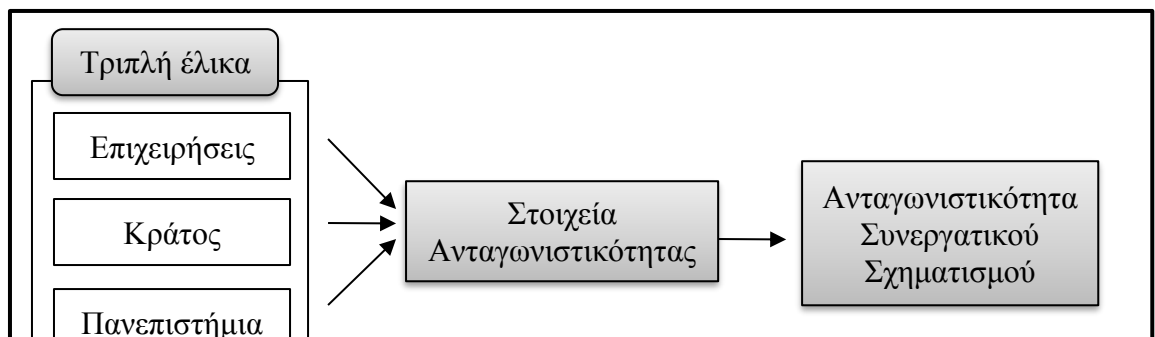 Τριπλή έλικα
Επιχειρήσεις
Κράτος
Πανεπιστήμια
Στοιχεία
Ανταγωνιστικότητας
Ανταγωνιστικότητα
Συνεργατικού
Σχηματισμού